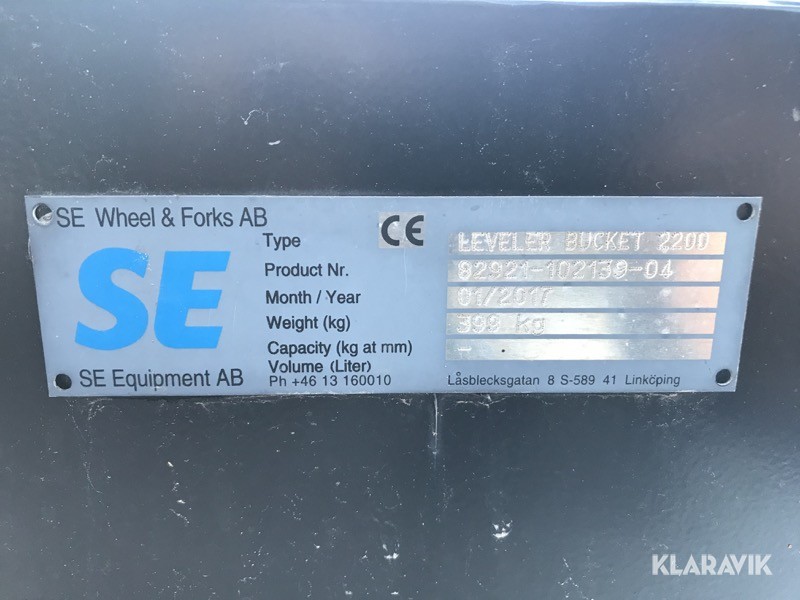 SE Wheel & Forks AB
SE
SE Equipment AB
CE
Type LEVELER BUCKET 2200
Product Nr. 82921-102139-04
Month / Year 01/2017
Weight (kg) 399 kg
Capacity (kg at mm) -
Volume (Liter)
Ph +46 13 160010 Låsblecksgatan 8 S-589 41 Linköping
KLARAVIK